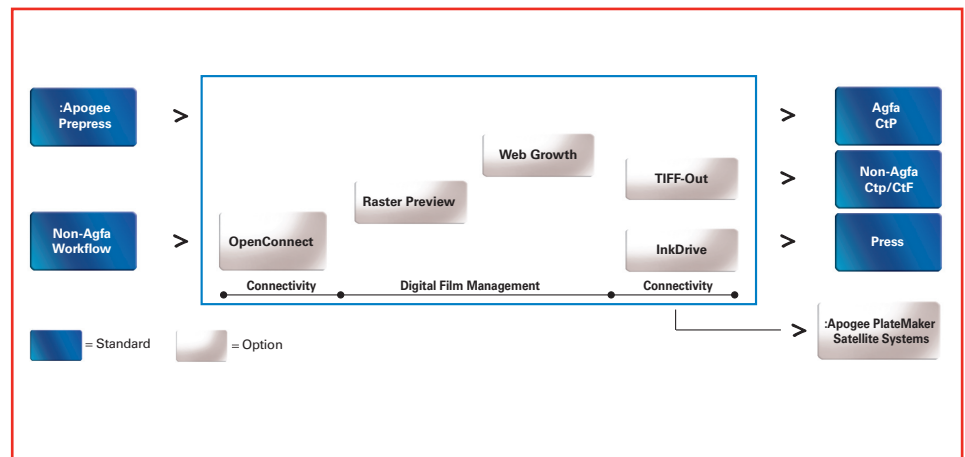 :Apogee
Prepress
>
>
Agfa
CtP
Web Growth
TIFF-Out
>
Non-Agfa
Ctp/CtF
Raster Preview
Non-Agfa
Workflow
>
OpenConnect
InkDrive
>
Press
Connectivity
Digital Film Management
Connectivity
>
:Apogee PlateMaker
Satellite Systems
= Standard
= Option